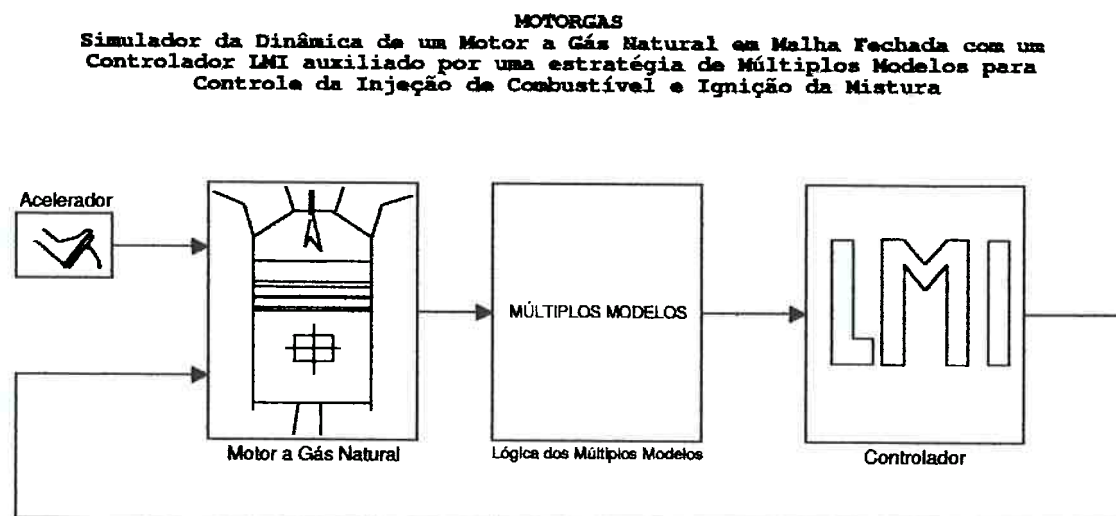 MOTORGAS
Simulador da Dinâmica de um Motor a Gás Natural em Malha Fechada com um
Controlador LMI auxiliado por uma estratégia de Múltiplos Modelos para
Controle da Injeção de Combustível e Ignição da Mistura
Acelerador
MÚLTIPLOS MODELOS
LMI
Motor a Gás Natural
Lógica dos Múltiplos Modelos
Controlador